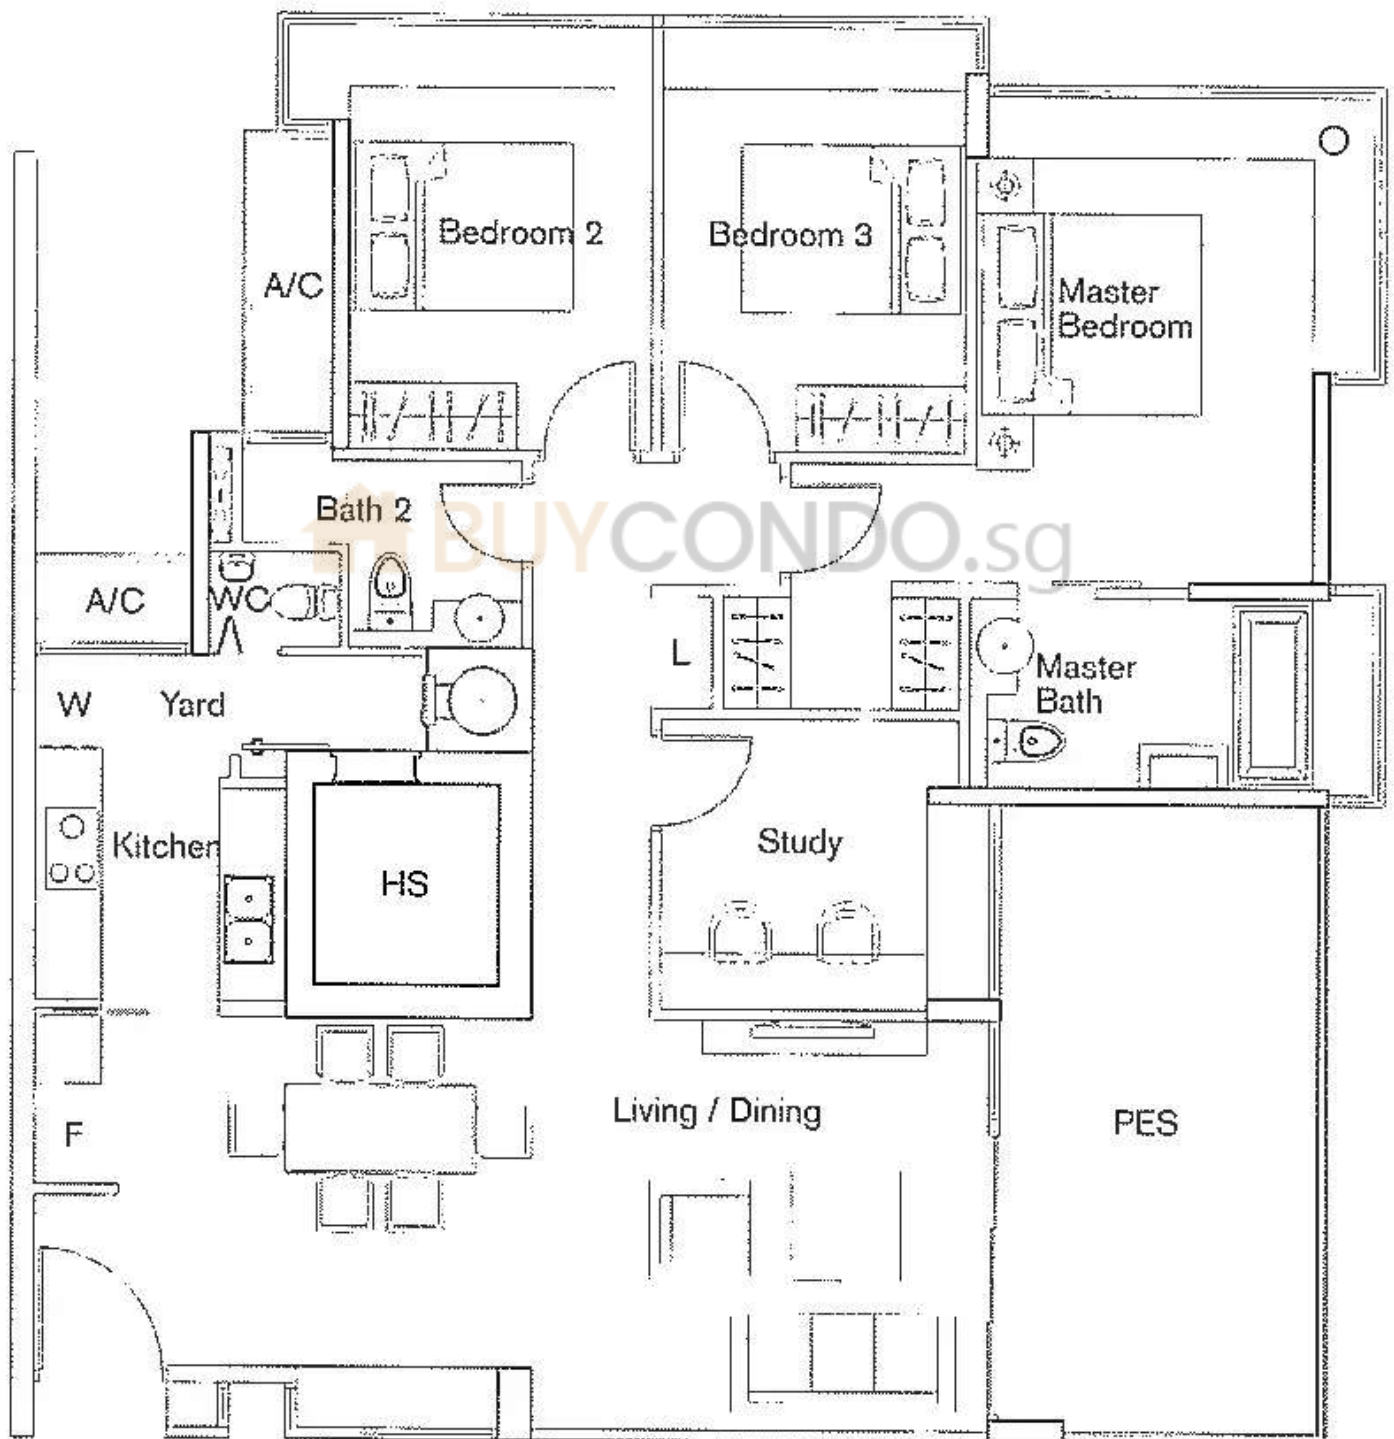 Bedroom 2
Bedroom 3
A/C
Master
Bedroom
Bath 2
BUYCONDO.sg
A/C
WC
L
Master
Bath
W
Yard
Kitchen
HS
Study
Living / Dining
PES
F